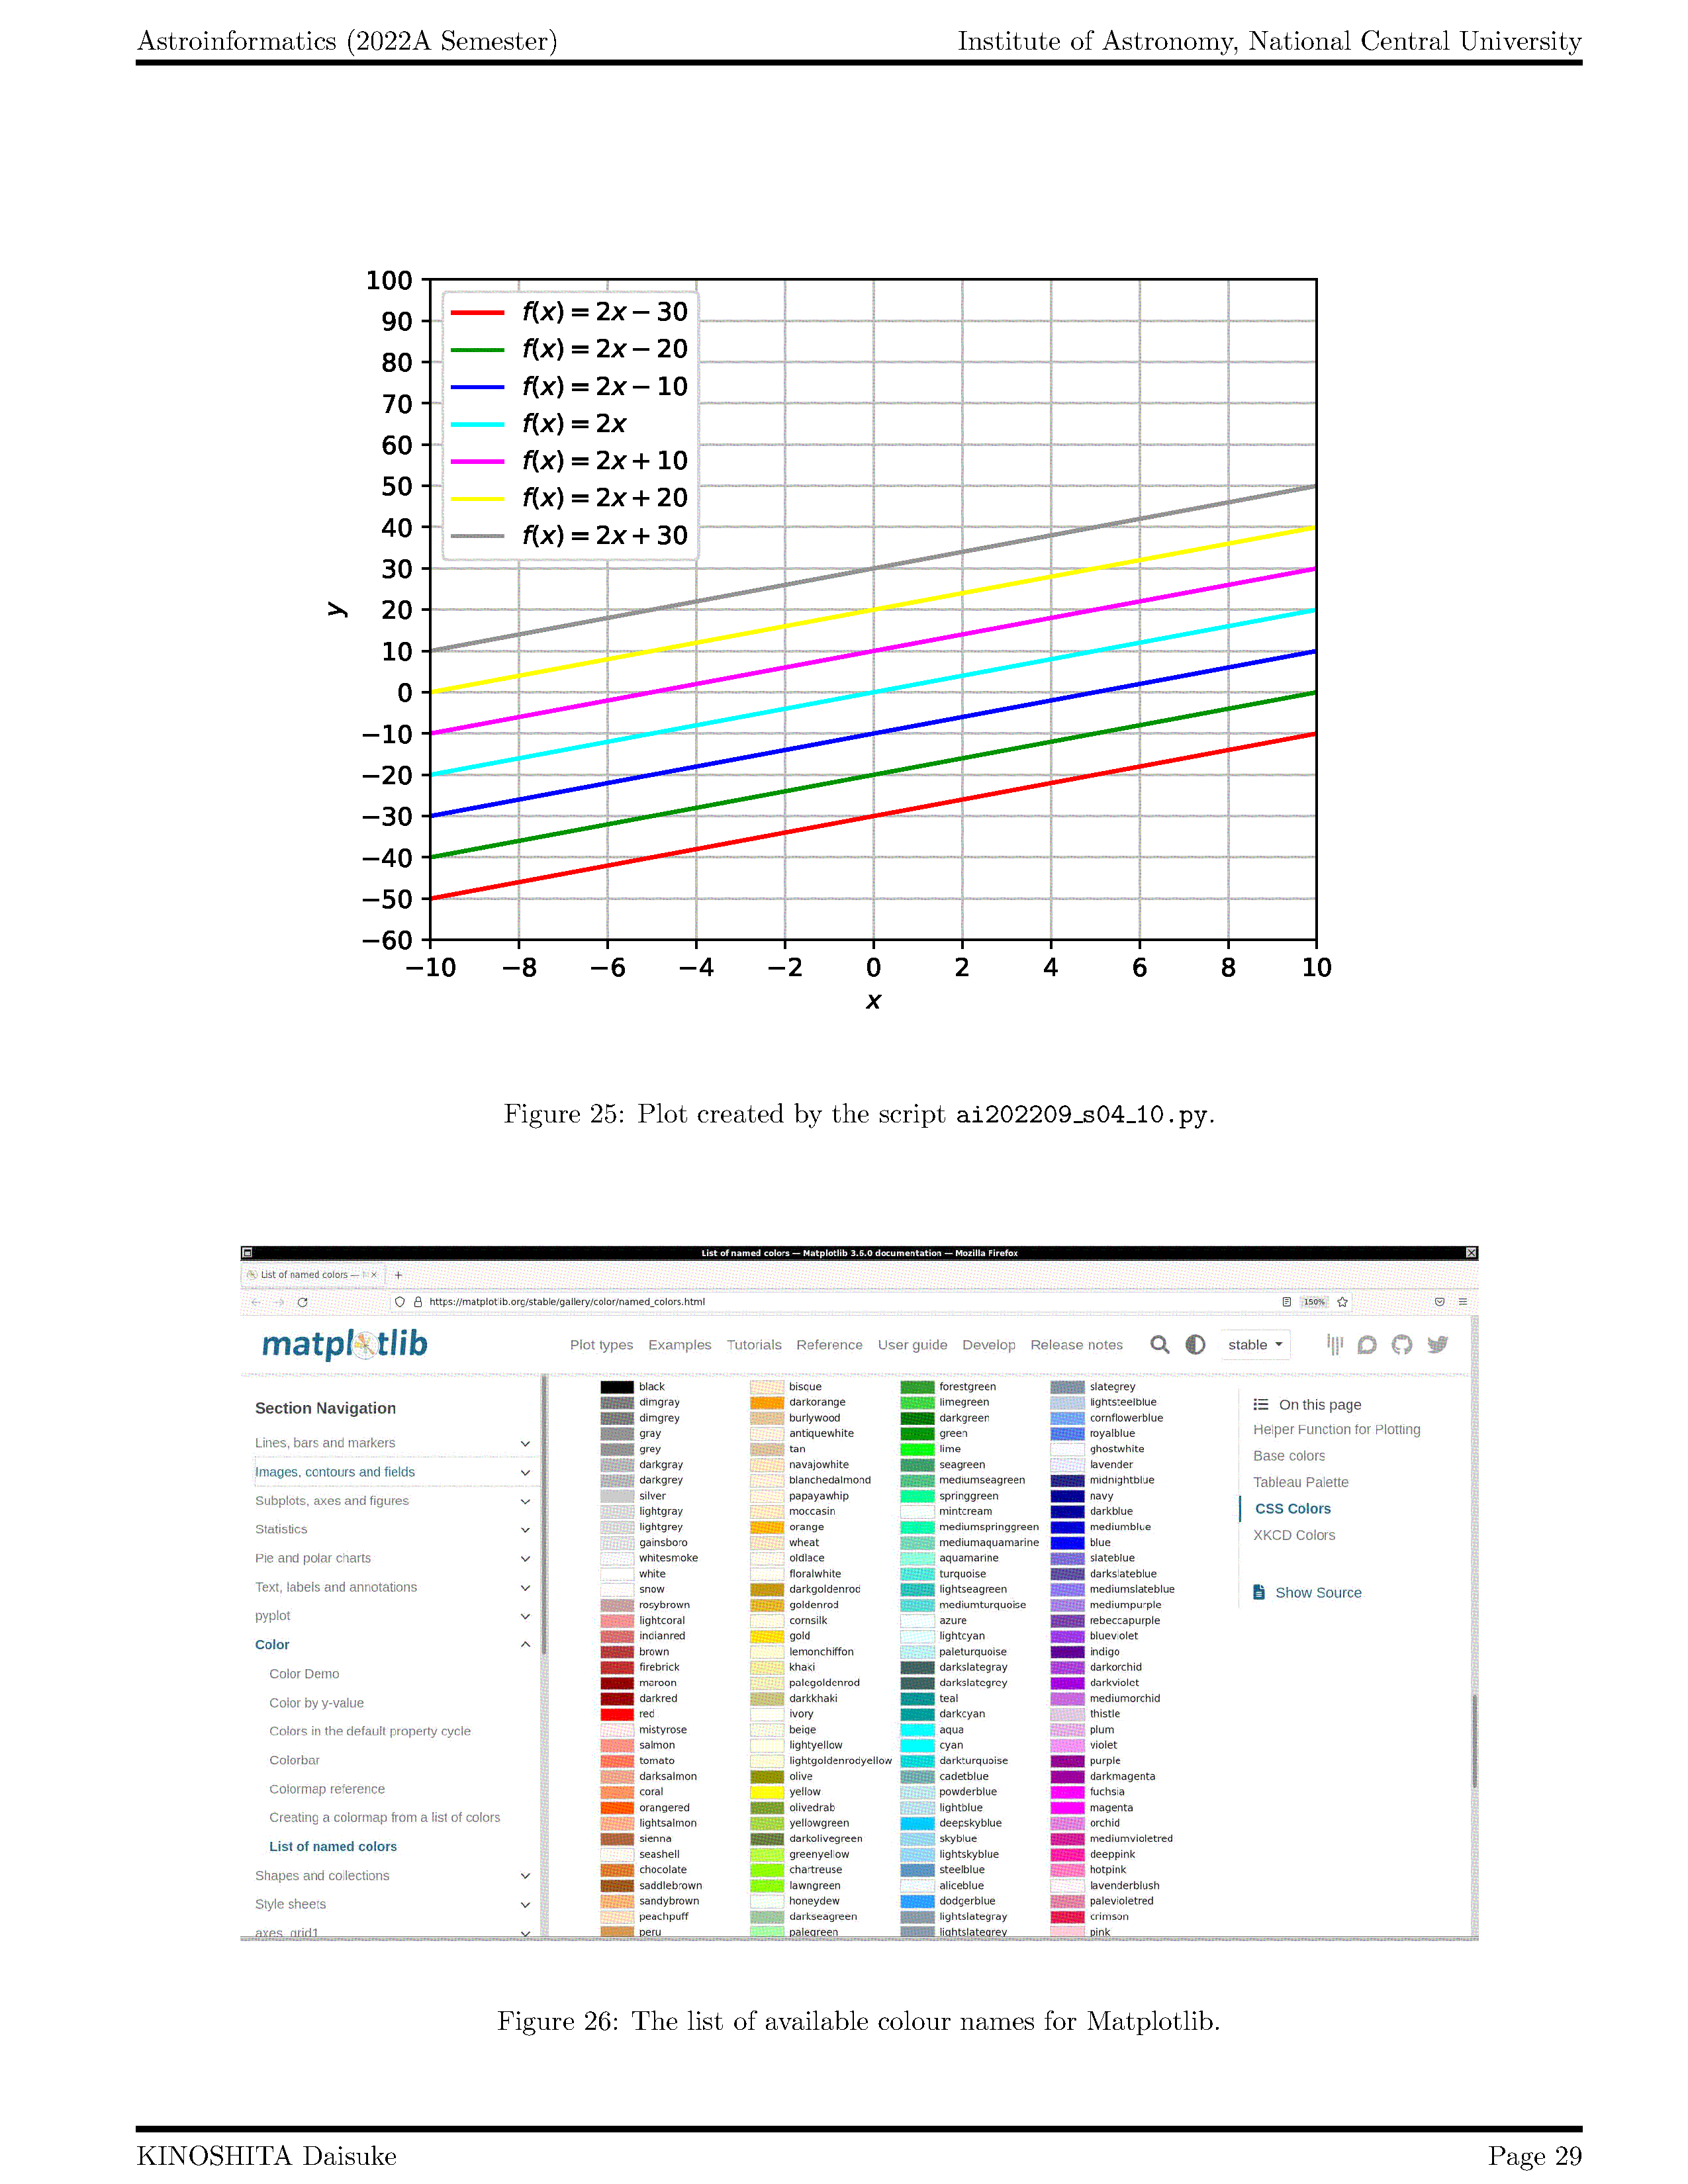 Astroinformatics (2022A Semester) Institute of Astronomy, National Central University
100
90
80
70
60
50
40
30
20
10
0
−10
−20
−30
−40
−50
−60
y
f(x) = 2x − 30
f(x) = 2x − 20
f(x) = 2x − 10
f(x) = 2x
f(x) = 2x + 10
f(x) = 2x + 20
f(x) = 2x + 30
−10 −8 −6 −4 −2 0 2 4 6 8 10
x
Figure 25: Plot created by the script ai202209_s04_10.py.
List of named colors — Matplotlib 3.6.0 documentation — Mozilla Firefox
List of named colors —
https://matplotlib.org/stable/gallery/color/named_colors.html 150%
matplotlib Plot types Examples Tutorials Reference User guide Develop Release notes stable
Section Navigation
Lines, bars and markers
Images, contours and fields
Subplots, axes and figures
Statistics
Pie and polar charts
Text, labels and annotations
pyplot
Color
Color Demo
Color by y-value
Colors in the default property cycle
Colorbar
Colormap reference
Creating a colormap from a list of colors
List of named colors
Shapes and collections
Style sheets
axes_grid1
black
dimgray
dimgrey
gray
grey
darkgray
darkgrey
silver
lightgray
lightgrey
gainsboro
whitesmoke
white
snow
rosybrown
lightcoral
indianred
brown
firebrick
maroon
darkred
red
mistyrose
salmon
tomato
darksalmon
coral
orangered
lightsalmon
sienna
seashell
chocolate
saddlebrown
sandybrown
peachpuff
peru
bisque
darkorange
burlywood
antiquewhite
tan
navajowhite
blanchedalmond
papayawhip
moccasin
orange
wheat
oldlace
floralwhite
darkgoldenrod
goldenrod
cornsilk
gold
lemonchiffon
khaki
palegoldenrod
darkkhaki
ivory
beige
lightyellow
lightgoldenrodyellow
olive
yellow
olivedrab
yellowgreen
darkolivegreen
greenyellow
chartreuse
lawngreen
honeydew
darkseagreen
palegreen
forestgreen
limegreen
darkgreen
green
lime
seagreen
mediumseagreen
springgreen
mintcream
mediumspringgreen
mediumaquamarine
aquamarine
turquoise
lightseagreen
mediumturquoise
azure
lightcyan
paleturquoise
darkslategray
darkslategrey
teal
darkcyan
aqua
cyan
darkturquoise
cadetblue
powderblue
lightblue
deepskyblue
skyblue
lightskyblue
steelblue
aliceblue
dodgerblue
lightslategray
lightslategrey
slategrey
lightsteelblue
cornflowerblue
royalblue
ghostwhite
lavender
midnightblue
navy
darkblue
mediumblue
blue
slateblue
darkslateblue
mediumslateblue
mediumpurple
rebeccapurple
blueviolet
indigo
darkorchid
darkviolet
mediumorchid
thistle
plum
violet
purple
darkmagenta
fuchsia
magenta
orchid
mediumvioletred
deeppink
hotpink
lavenderblush
palevioletred
crimson
pink
On this page
Helper Function for Plotting
Base colors
Tableau Palette
CSS Colors
XKCD Colors
Show Source
Figure 26: The list of available colour names for Matplotlib.
KINOSHITA Daisuke Page 29